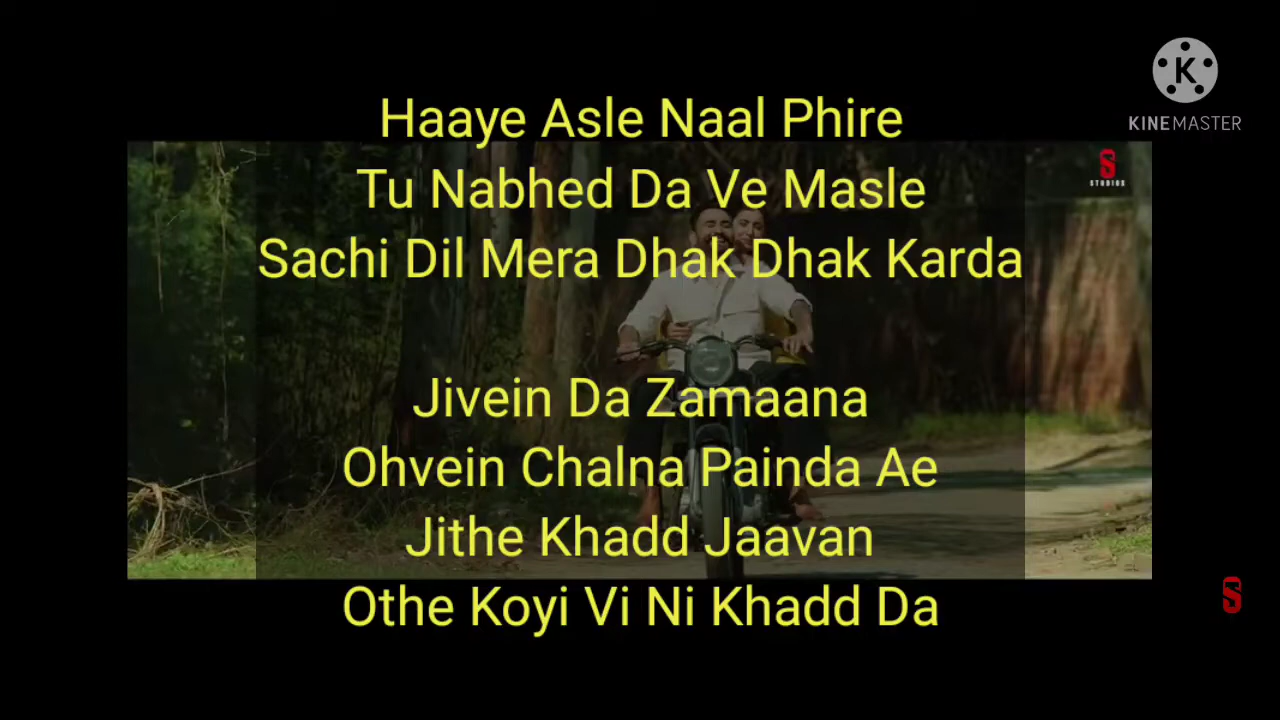 KINEMASTER
Haaye Asle Naal Phire
S
STUDIOS
Tu Nabhed Da Ve Masle
Sachi Dil Mera Dhak Dhak Karda
Jivein Da Zamaana
Ohvein Chalna Painda Ae
Jithe Khadd Jaavan
Othe Koyi Vi Ni Khadd Da
S